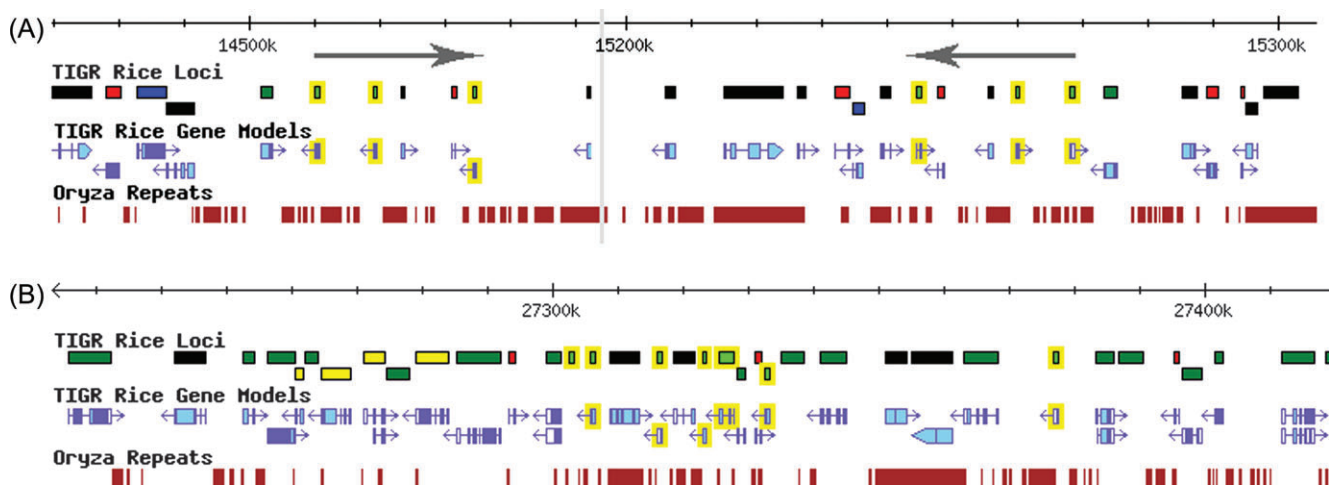 (A)
14500k 15200k 15300k
TIGR Rice Loci
TIGR Rice Gene Models
Oryza Repeats
(B)
27300k 27400k
TIGR Rice Loci
TIGR Rice Gene Models
Oryza Repeats